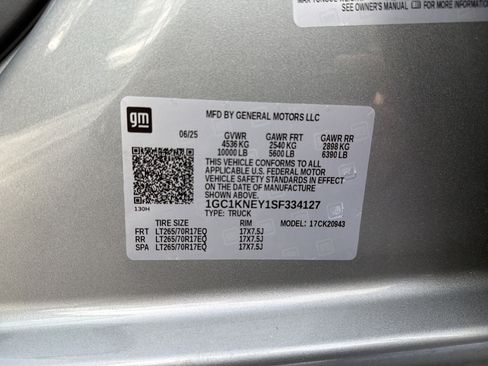 SEE OWNER'S MANUAL FOR MORE INFORMATION
gm
MFD BY GENERAL MOTORS LLC
06/25 GVWR GAWR FRT GAWR RR
4536 KG 2540 KG 2898 KG
10000 LB 5600 LB 6390 LB
THIS VEHICLE CONFORMS TO ALL
APPLICABLE U.S. FEDERAL MOTOR
VEHICLE SAFETY STANDARDS IN EFFECT
ON THE DATE OF MANUFACTURE
SHOWN ABOVE.
1GC1KNEY1SF334127
TYPE: TRUCK MODEL: 17CK20943
130H
TIRE SIZE RIM
FRT LT265/70R17EQ 17X7.5J
RR LT265/70R17EQ 17X7.5J
SPA LT265/70R17EQ 17X7.5J